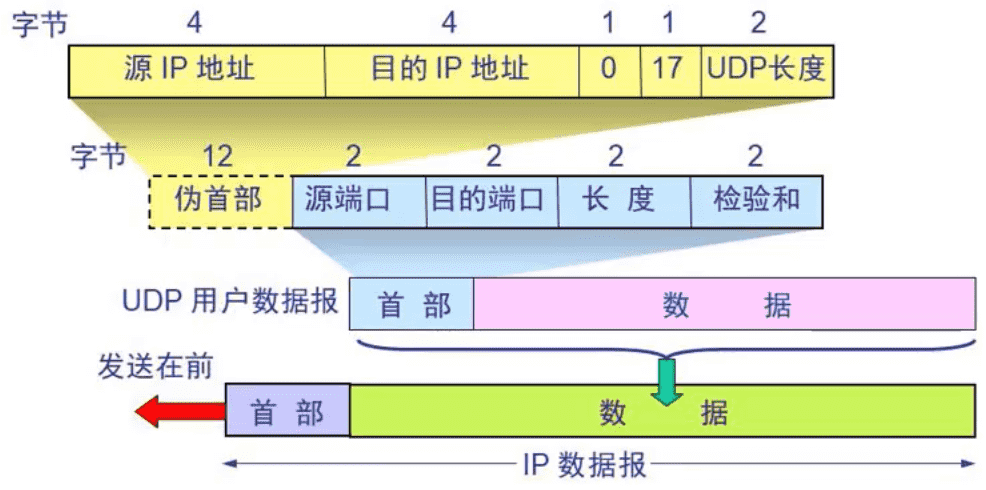 字节 4 4 1 1 2
源 IP 地址 目的 IP 地址 0 17 UDP长度
字节 12 2 2 2 2
伪首部 源端口 目的端口 长 度 检验和
UDP 用户数据报 首 部 数 据
发送在前
首 部 数 据
IP 数据报